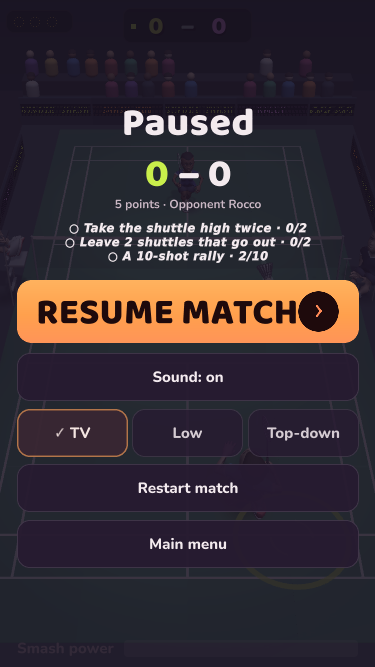 0 – 0
Paused
0 – 0
5 points · Opponent Rocco
○ Take the shuttle high twice · 0/2
○ Leave 2 shuttles that go out · 0/2
○ A 10-shot rally · 2/10
RESUME MATCH ›
Sound: on
✓ TV Low Top-down
Restart match
Main menu
Smash power